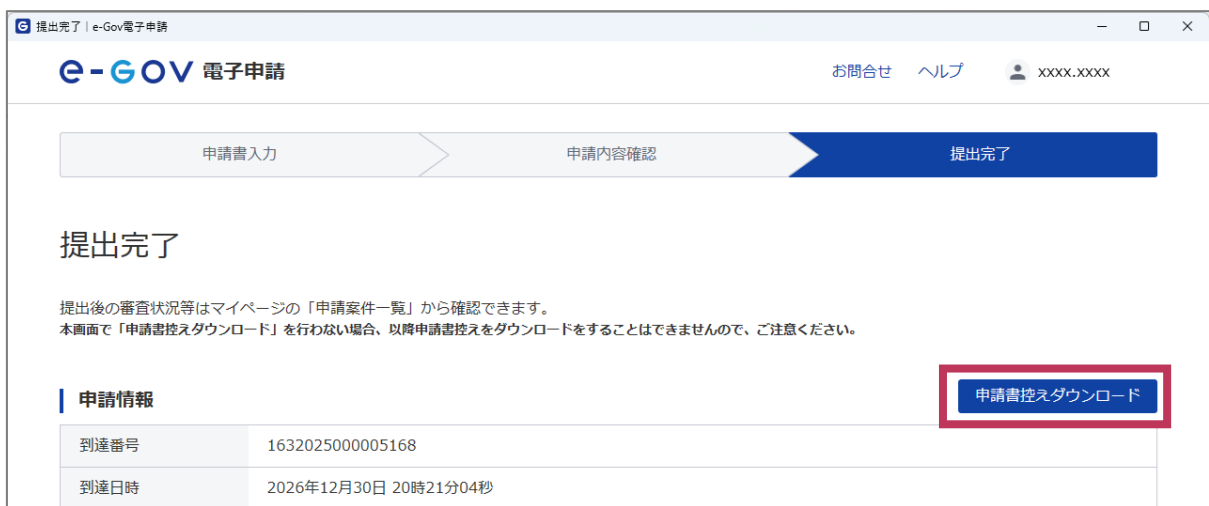 提出完了｜e-Gov電子申請
e-GOV 電子申請
お問合せ ヘルプ xxxx.xxxx
申請書入力 申請内容確認 提出完了
提出完了
提出後の審査状況等はマイページの「申請案件一覧」から確認できます。
本画面で「申請書控えダウンロード」を行わない場合、以降申請書控えをダウンロードをすることはできませんので、ご注意ください。
申請情報 申請書控えダウンロード
到達番号 1632025000005168
到達日時 2026年12月30日 20時21分04秒